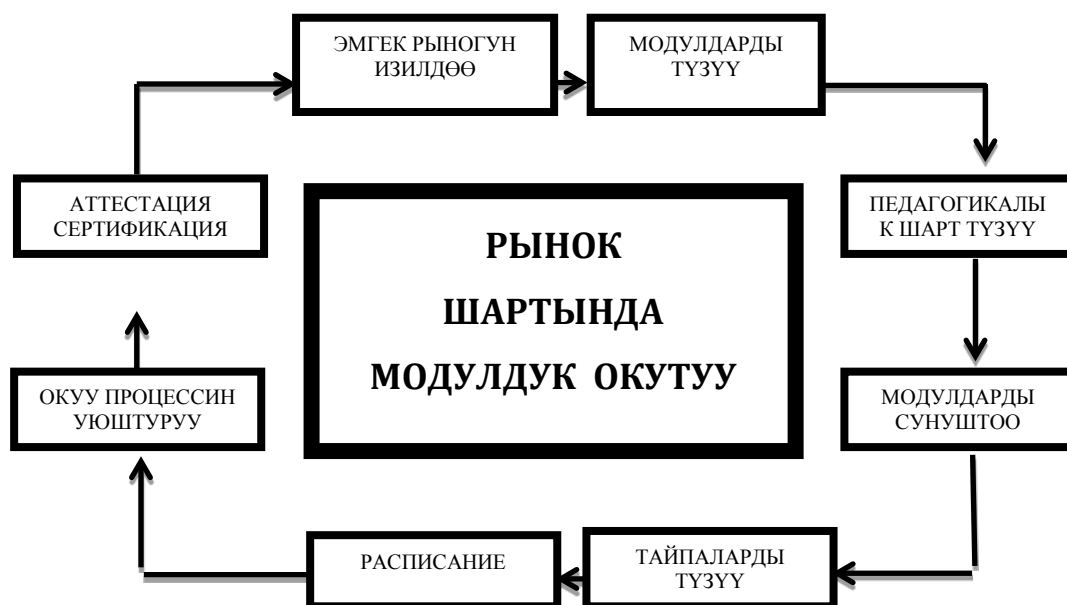 ЭМГЕК РЫНОГУН
ИЗИЛДӨӨ
МОДУЛДАРДЫ
ТҮЗҮҮ
АТТЕСТАЦИЯ
СЕРТИФИКАЦИЯ
РЫНОК
ШАРТЫНДА
МОДУЛДУК ОКУТУУ
ПЕДАГОГИКАЛЫ
К ШАРТ ТҮЗҮҮ
ОКУУ ПРОЦЕССИН
УЮШТУРУУ
МОДУЛДАРДЫ
СУНУШТОО
РАСПИСАНИЕ
ТАЙПАЛАРДЫ
ТҮЗҮҮ